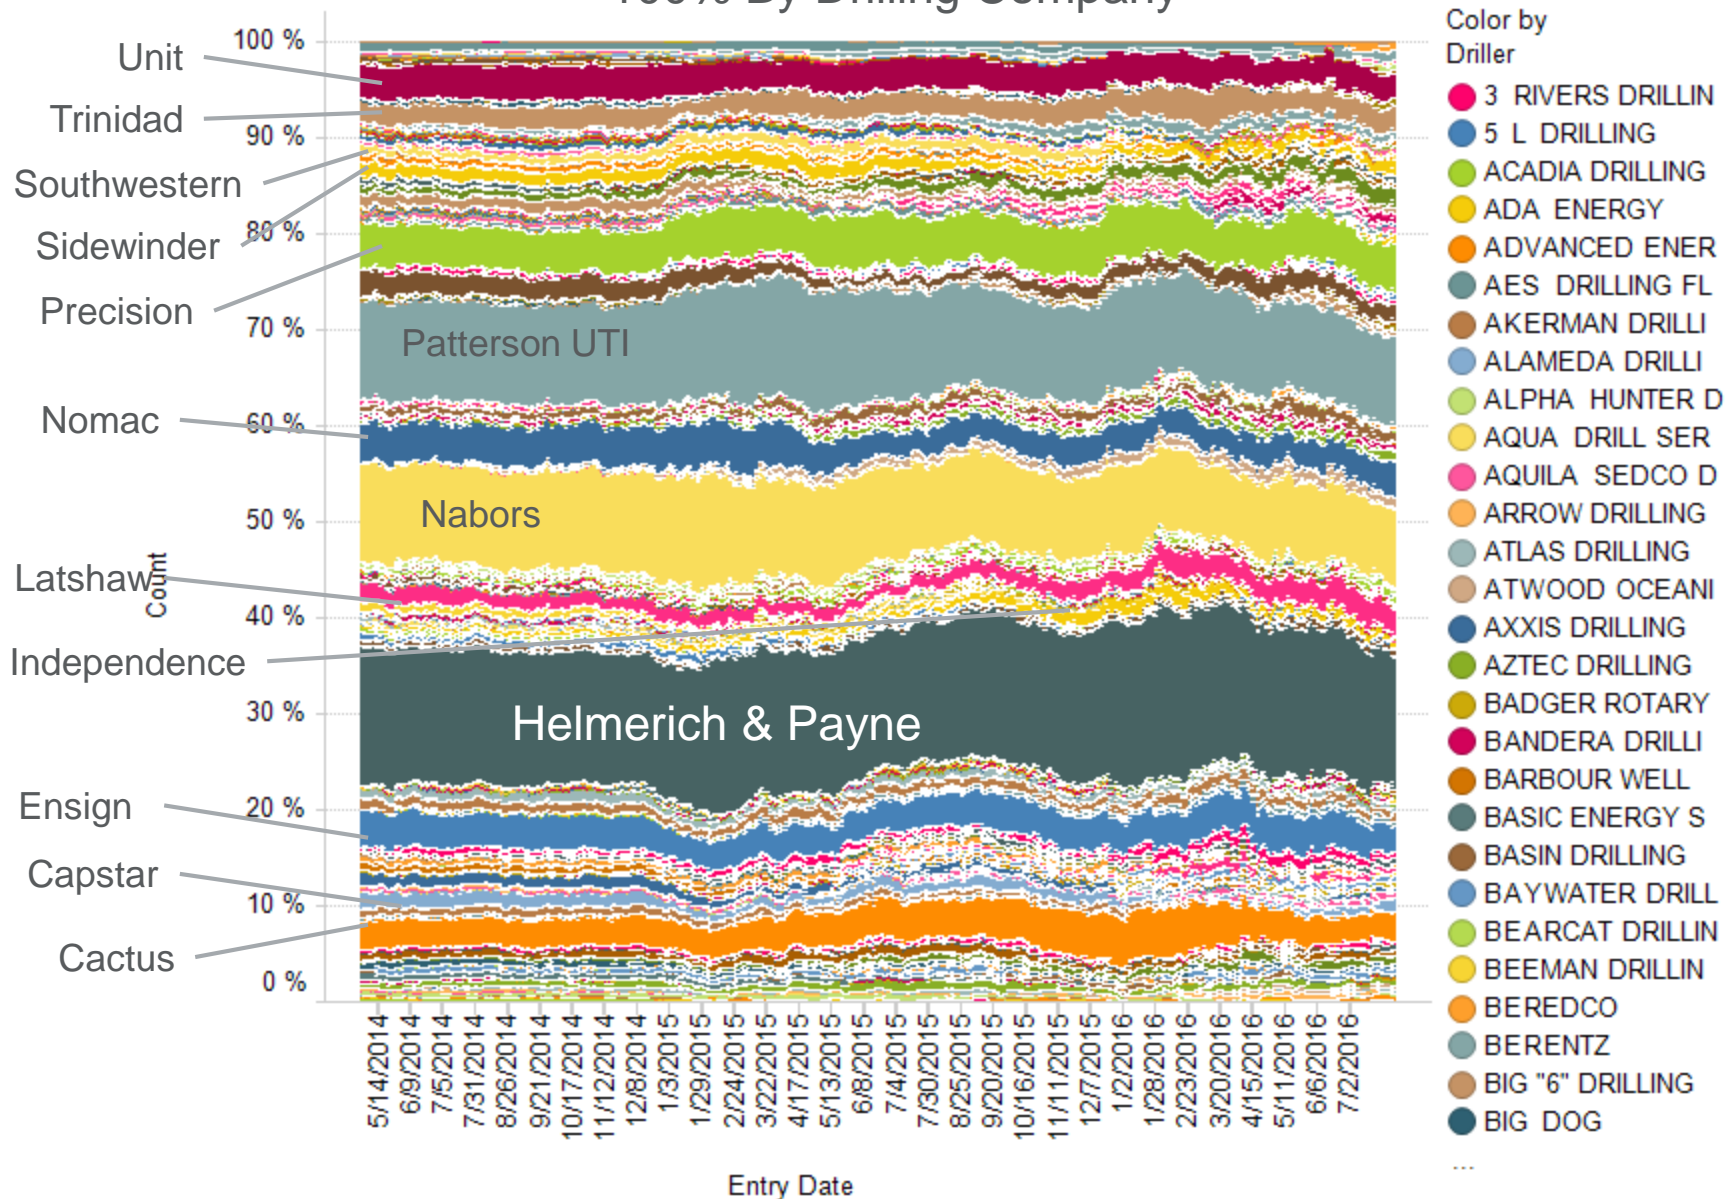 100% By Drilling Company
Color by
Driller
3 RIVERS DRILLIN
5 L DRILLING
ACADIA DRILLING
ADA ENERGY
ADVANCED ENER
AES DRILLING FL
AKERMAN DRILLI
ALAMEDA DRILLI
ALPHA HUNTER D
AQUA DRILL SER
AQUILA SEDCO D
ARROW DRILLING
ATLAS DRILLING
ATWOOD OCEANI
AXXIS DRILLING
AZTEC DRILLING
BADGER ROTARY
BANDERA DRILLI
BARBOUR WELL
BASIC ENERGY S
BASIN DRILLING
BAYWATER DRILL
BEARCAT DRILLIN
BEEMAN DRILLIN
BEREDCO
BERENTZ
BIG "6" DRILLING
BIG DOG
...
Unit
Trinidad
Southwestern
Sidewinder
Precision
Nomac
Latshaw
Independence
Ensign
Capstar
Cactus
Count
100 %
90 %
80 %
70 %
60 %
50 %
40 %
30 %
20 %
10 %
0 %
Patterson UTI
Nabors
Helmerich & Payne
5/14/2014
6/9/2014
7/5/2014
7/31/2014
8/26/2014
9/21/2014
10/17/2014
11/12/2014
12/8/2014
1/3/2015
1/29/2015
2/24/2015
3/22/2015
4/17/2015
5/13/2015
6/8/2015
7/4/2015
7/30/2015
8/25/2015
9/20/2015
10/16/2015
11/11/2015
12/7/2015
1/2/2016
1/28/2016
2/23/2016
3/20/2016
4/15/2016
5/11/2016
6/6/2016
7/2/2016
Entry Date